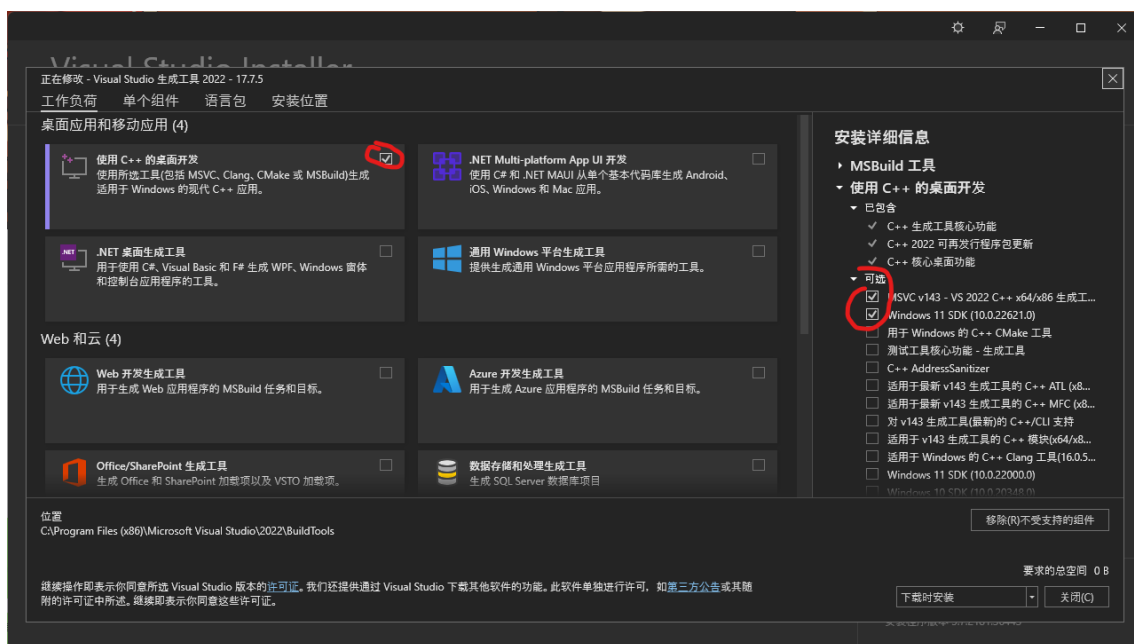 Visual Studio Installer
正在修改 - Visual Studio 生成工具 2022 - 17.7.5
工作负荷 单个组件 语言包 安装位置
桌面应用和移动应用 (4)
使用 C++ 的桌面开发
使用所选工具(包括 MSVC、Clang、CMake 或 MSBuild)生成
适用于 Windows 的现代 C++ 应用。
.NET Multi-platform App UI 开发
使用 C# 和 .NET MAUI 从单个基本代码库生成 Android、
iOS、Windows 和 Mac 应用。
.NET
.NET 桌面生成工具
用于使用 C#、Visual Basic 和 F# 生成 WPF、Windows 窗体
和控制台应用程序的工具。
通用 Windows 平台生成工具
提供生成通用 Windows 平台应用程序所需的工具。
Web 和云 (4)
Web 开发生成工具
用于生成 Web 应用程序的 MSBuild 任务和目标。
Azure 开发生成工具
用于生成 Azure 应用程序的 MSBuild 任务和目标。
Office/SharePoint 生成工具
生成 Office 和 SharePoint 加载项以及 VSTO 加载项。
数据存储和处理生成工具
生成 SQL Server 数据库项目
安装详细信息
MSBuild 工具
使用 C++ 的桌面开发
已包含
C++ 生成工具核心功能
C++ 2022 可再发行程序包更新
C++ 核心桌面功能
可选
MSVC v143 - VS 2022 C++ x64/x86 生成工...
Windows 11 SDK (10.0.22621.0)
用于 Windows 的 C++ CMake 工具
测试工具核心功能 - 生成工具
C++ AddressSanitizer
适用于最新 v143 生成工具的 C++ ATL (x8...
适用于最新 v143 生成工具的 C++ MFC (x8...
对 v143 生成工具(最新)的 C++/CLI 支持
适用于 v143 生成工具的 C++ 模块(x64/x8...
适用于 Windows 的 C++ Clang 工具(16.0.5...
Windows 11 SDK (10.0.22000.0)
Windows 10 SDK (10.0.20348.0)
位置
C:\Program Files (x86)\Microsoft Visual Studio\2022\BuildTools
移除(R)不受支持的组件
继续操作即表示你同意所选 Visual Studio 版本的许可证。我们还提供通过 Visual Studio 下载其他软件的功能。此软件单独进行许可，如第三方公告或其随
附的许可证中所述。继续即表示你同意这些许可证。
要求的总空间 0 B
下载时安装
关闭(C)